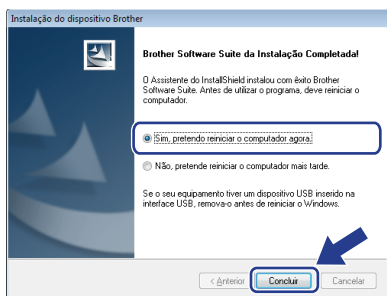 Instalação do dispositivo Brother
Brother Software Suite da Instalação Completada!
O Assistente do InstallShield instalou com êxito Brother
Software Suite. Antes de utilizar o programa, deve reiniciar o
computador.
Sim, pretendo reiniciar o computador agora.
Não, pretende reiniciar o computador mais tarde.
Se o seu equipamento tiver um dispositivo USB inserido na
interface USB, remova-o antes de reiniciar o Windows.
< Anterior Concluir Cancelar